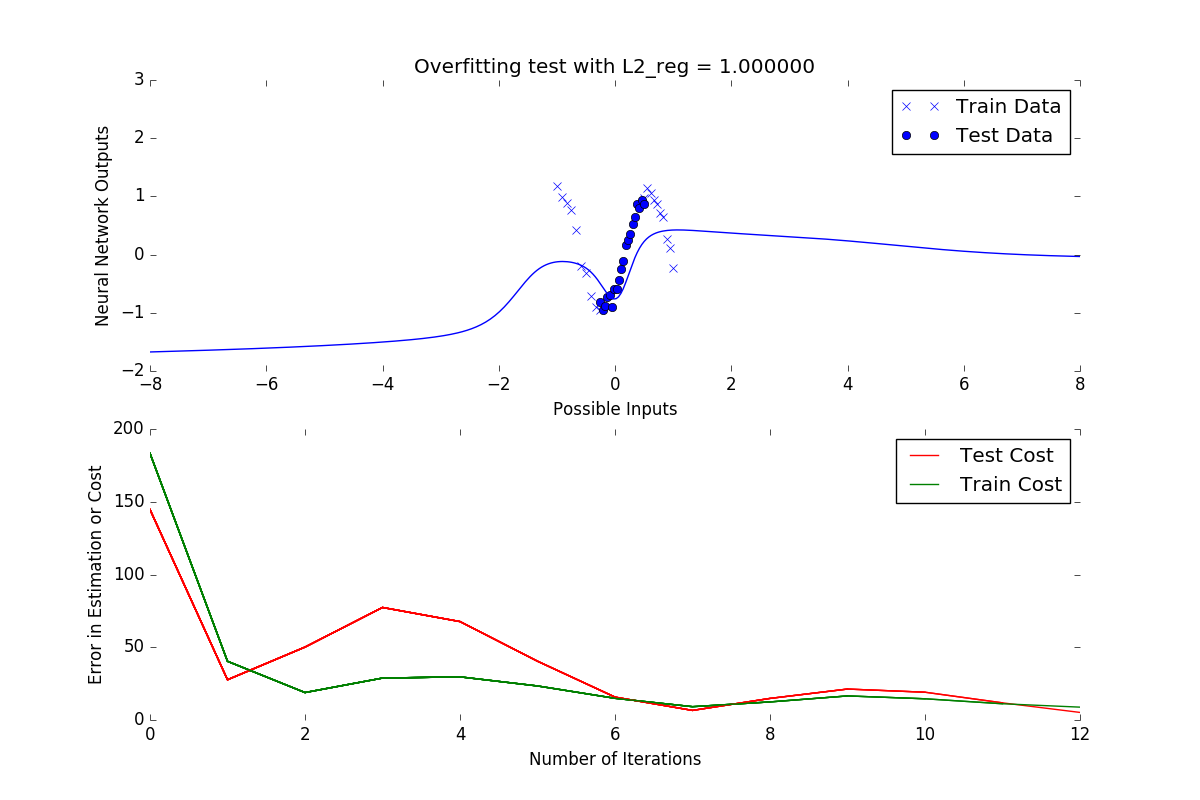 Overfitting test with L2_reg = 1.000000
3
2
1
0
−1
−2
Neural Network Outputs
Train Data
Test Data
−8 −6 −4 −2 0 2 4 6 8
Possible Inputs
200
150
100
50
0
Error in Estimation or Cost
Test Cost
Train Cost
0 2 4 6 8 10 12
Number of Iterations